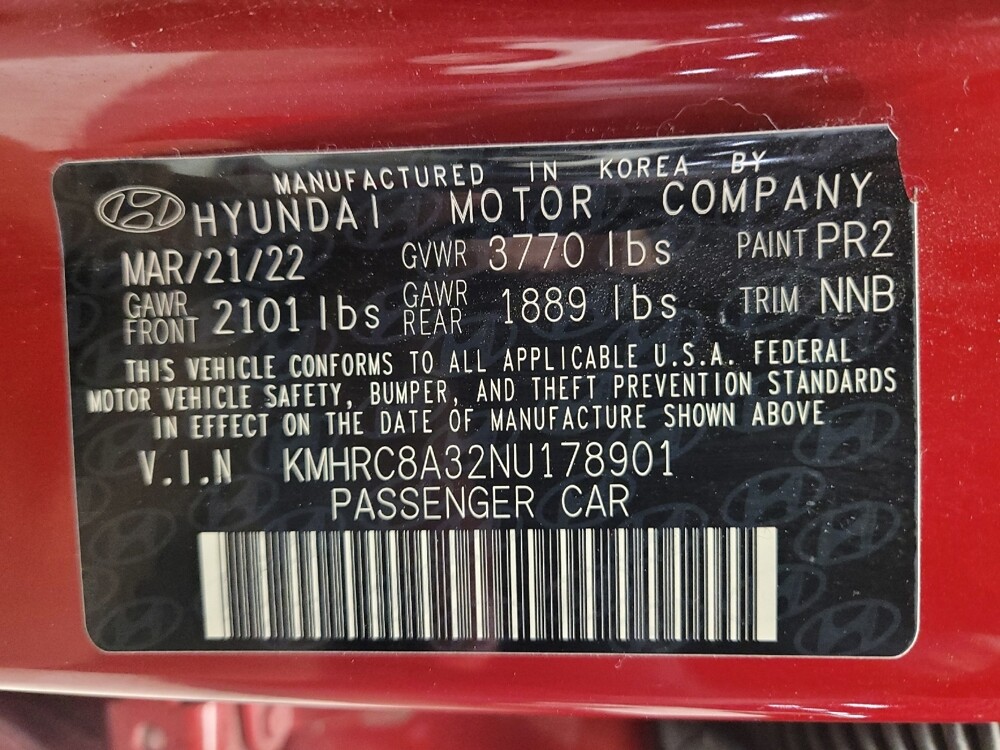 MANUFACTURED IN KOREA BY
HYUNDAI MOTOR COMPANY
MAR/21/22 GVWR 3770 lbs PAINT PR2
GAWR FRONT 2101 lbs GAWR REAR 1889 lbs TRIM NNB
THIS VEHICLE CONFORMS TO ALL APPLICABLE U.S.A. FEDERAL
MOTOR VEHICLE SAFETY, BUMPER, AND THEFT PREVENTION STANDARDS
IN EFFECT ON THE DATE OF MANUFACTURE SHOWN ABOVE
V.I.N KMHRC8A32NU178901
PASSENGER CAR